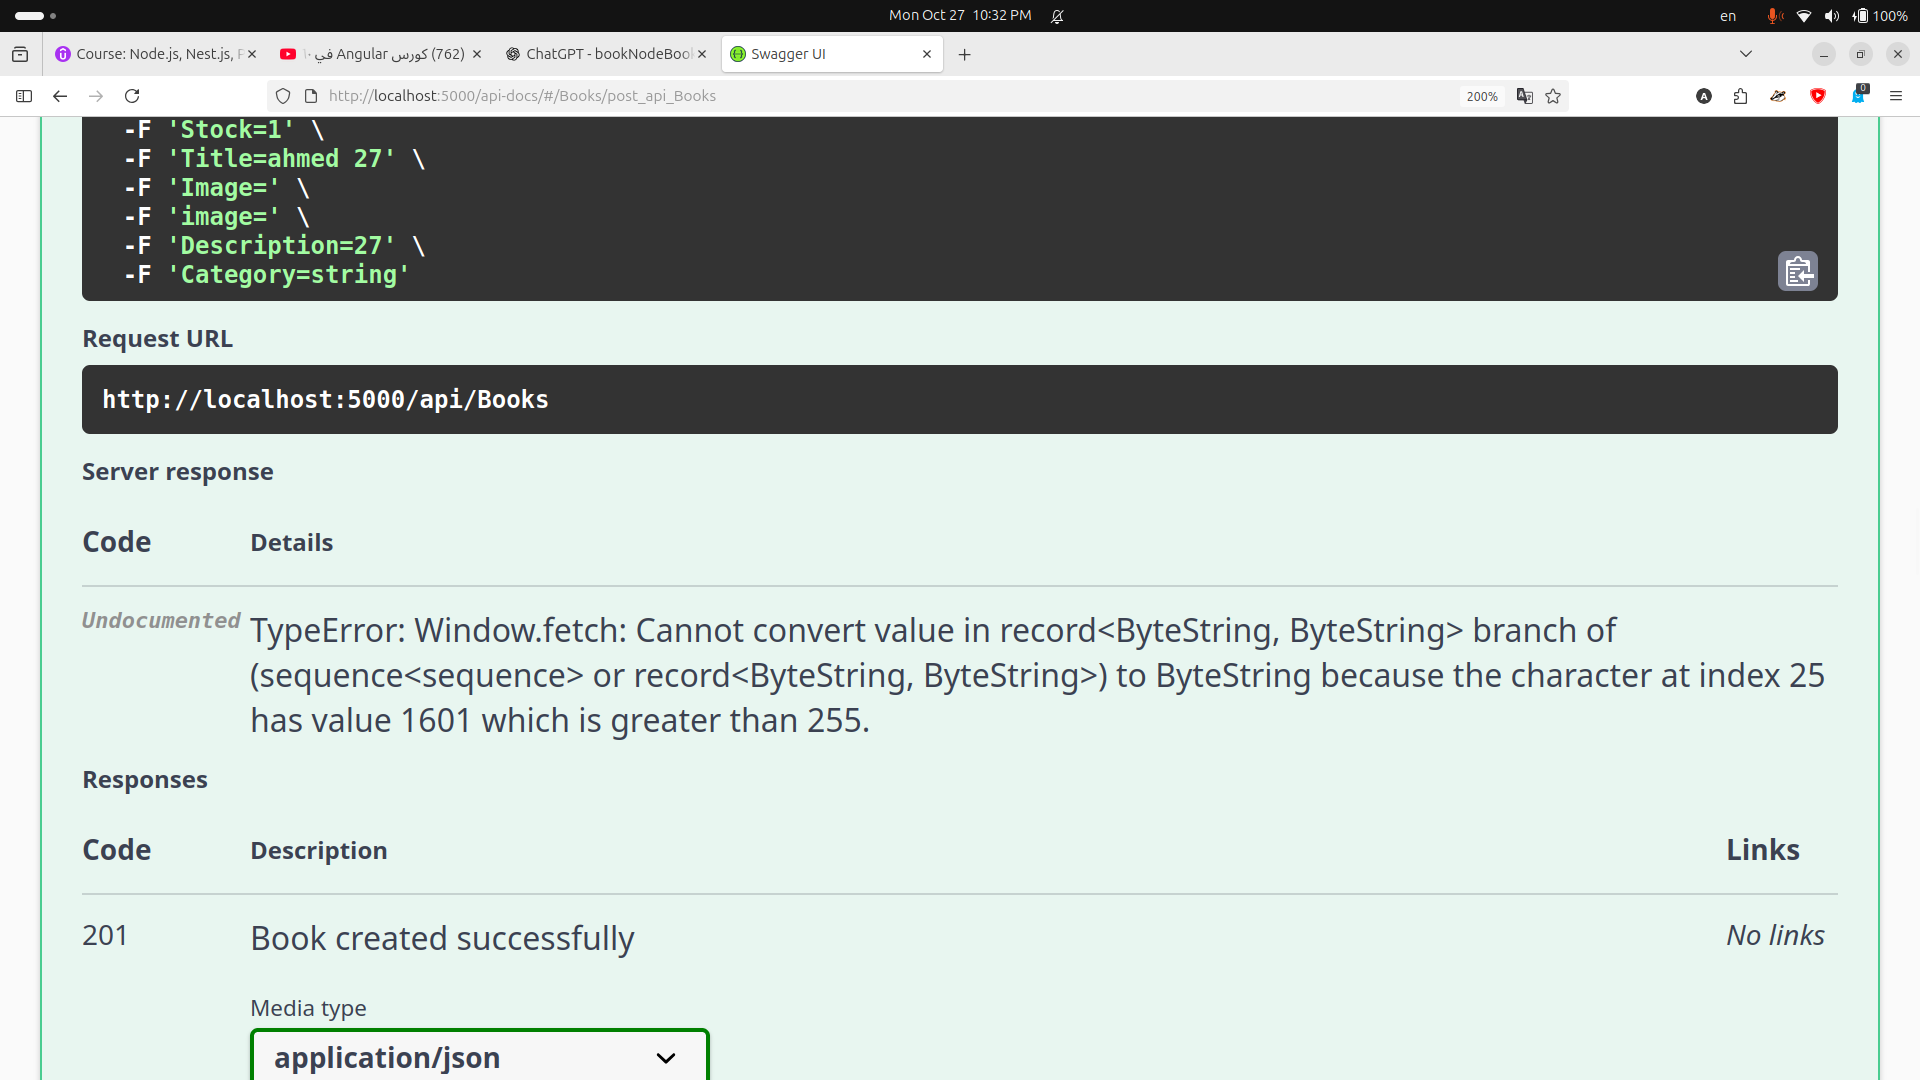 Mon Oct 27 10:32 PM
en
100%
Course: Node.js, Nest.js, P
(762) كورس Angular في ١٠
ChatGPT - bookNodeBook
Swagger UI
http://localhost:5000/api-docs/#/Books/post_api_Books
200%
A
0
-F 'Stock=1' \
-F 'Title=ahmed 27' \
-F 'Image=' \
-F 'image=' \
-F 'Description=27' \
-F 'Category=string'
Request URL
http://localhost:5000/api/Books
Server response
Code Details
Undocumented
TypeError: Window.fetch: Cannot convert value in record<ByteString, ByteString> branch of
(sequence<sequence> or record<ByteString, ByteString>) to ByteString because the character at index 25
has value 1601 which is greater than 255.
Responses
Code Description Links
201 Book created successfully No links
Media type
application/json